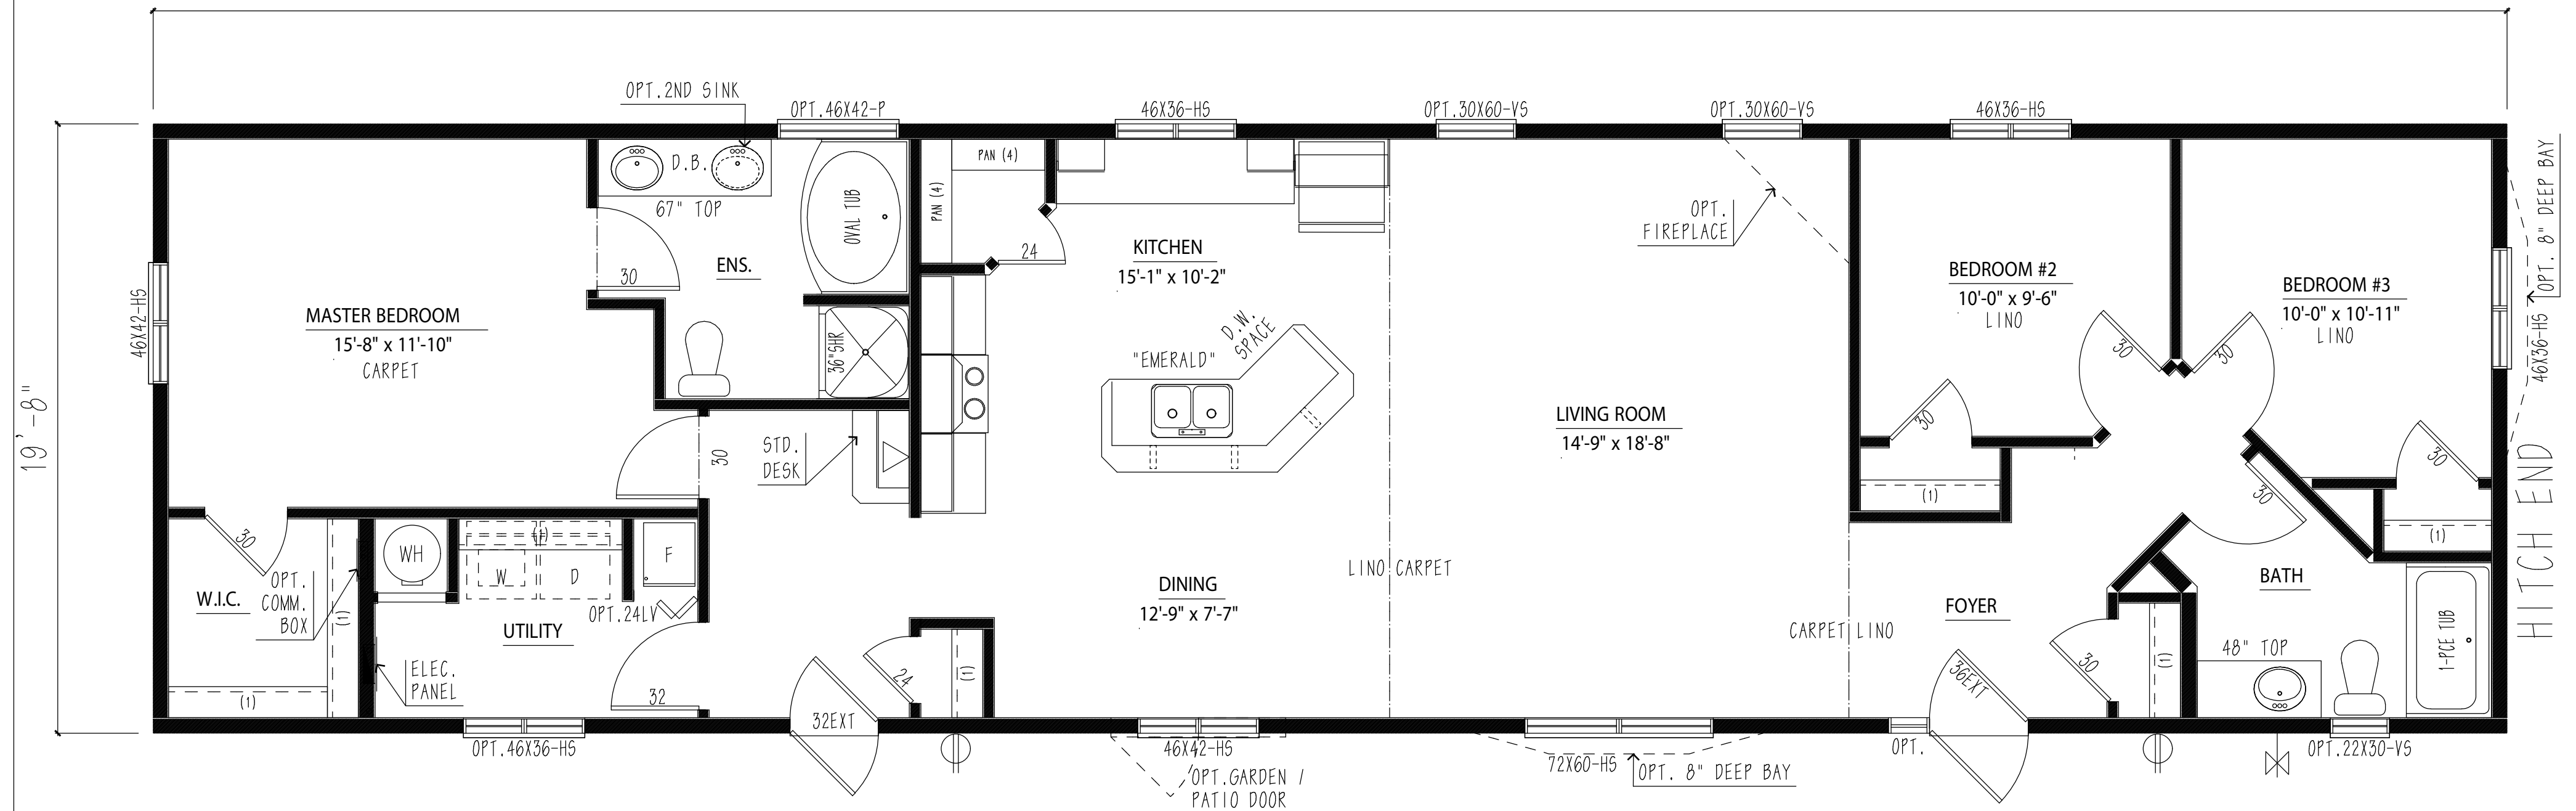 OPT.2ND SINK
OPT.46X42-P
46X36-HS
OPT.30X60-VS
OPT.30X60-VS
46X36-HS
OPT. 8" DEEP BAY
D.B.
67" TOP
OVAL TUB
PAN (4)
PAN (4)
24
30
ENS.
KITCHEN
15'-1" x 10'-2"
OPT.
FIREPLACE
BEDROOM #2
10'-0" x 9'-6"
LINO
BEDROOM #3
10'-0" x 10'-11"
LINO
46X42-HS
MASTER BEDROOM
15'-8" x 11'-10"
CARPET
36"SHR
"EMERALD"
D.W.
SPACE
30
30
46X36-HS
19'-8"
STD.
DESK
30
LIVING ROOM
14'-9" x 18'-8"
30
30
(1)
30
HITCH END
30
WH
(1)
W
D
F
OPT.24LV
W.I.C.
OPT.
COMM.
BOX
(1)
UTILITY
LINO
CARPET
DINING
12'-9" x 7'-7"
CARPET
LINO
FOYER
BATH
(1)
ELEC.
PANEL
(1)
32
32EXT
24
(1)
36EXT
30
(1)
48" TOP
1-PCE TUB
OPT.46X36-HS
46X42-HS
OPT.GARDEN /
PATIO DOOR
72X60-HS
OPT. 8" DEEP BAY
OPT.
OPT.22X30-VS